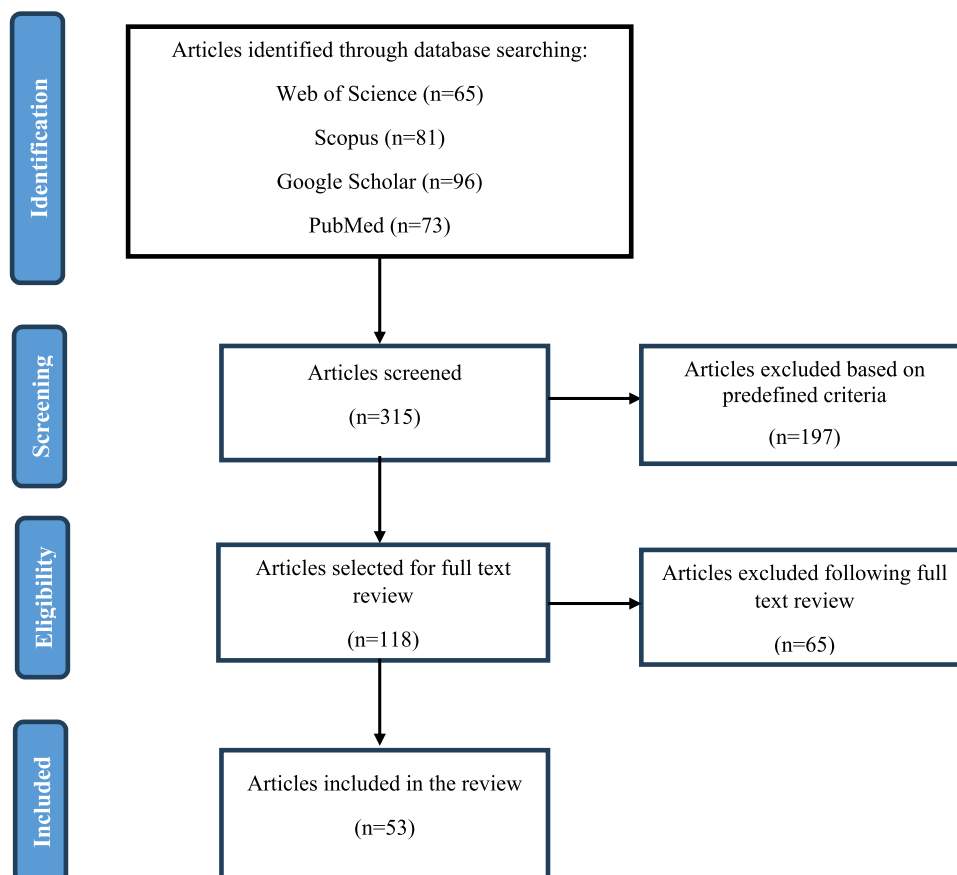 Identification
Articles identified through database searching:
Web of Science (n=65)
Scopus (n=81)
Google Scholar (n=96)
PubMed (n=73)
Screening
Articles screened
(n=315)
Articles excluded based on
predefined criteria
(n=197)
Eligibility
Articles selected for full text
review
(n=118)
Articles excluded following full
text review
(n=65)
Included
Articles included in the review
(n=53)